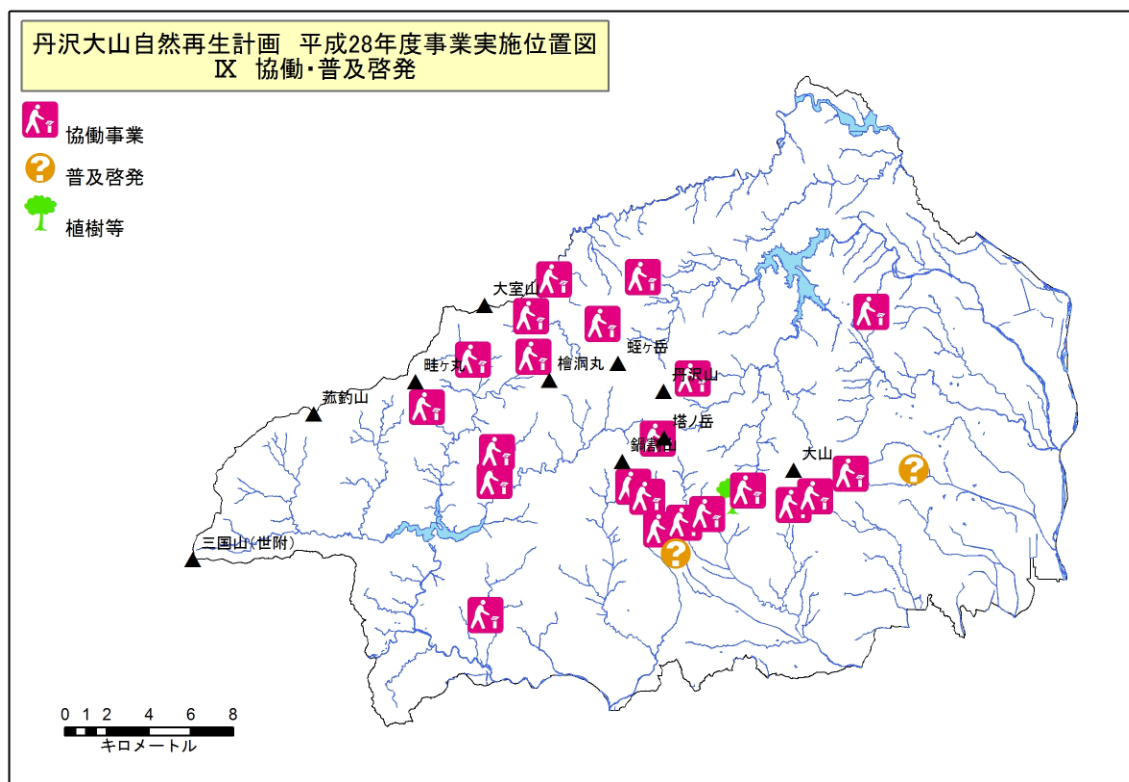 丹沢大山自然再生計画 平成28年度事業実施位置図
Ⅸ 協働・普及啓発
協働事業
普及啓発
植樹等
大室山
畦ヶ丸
檜洞丸
蛭ヶ岳
丹沢山
菰釣山
塔ノ岳
鍋割山
大山
三国山(世附)
0 1 2 4 6 8
キロメートル